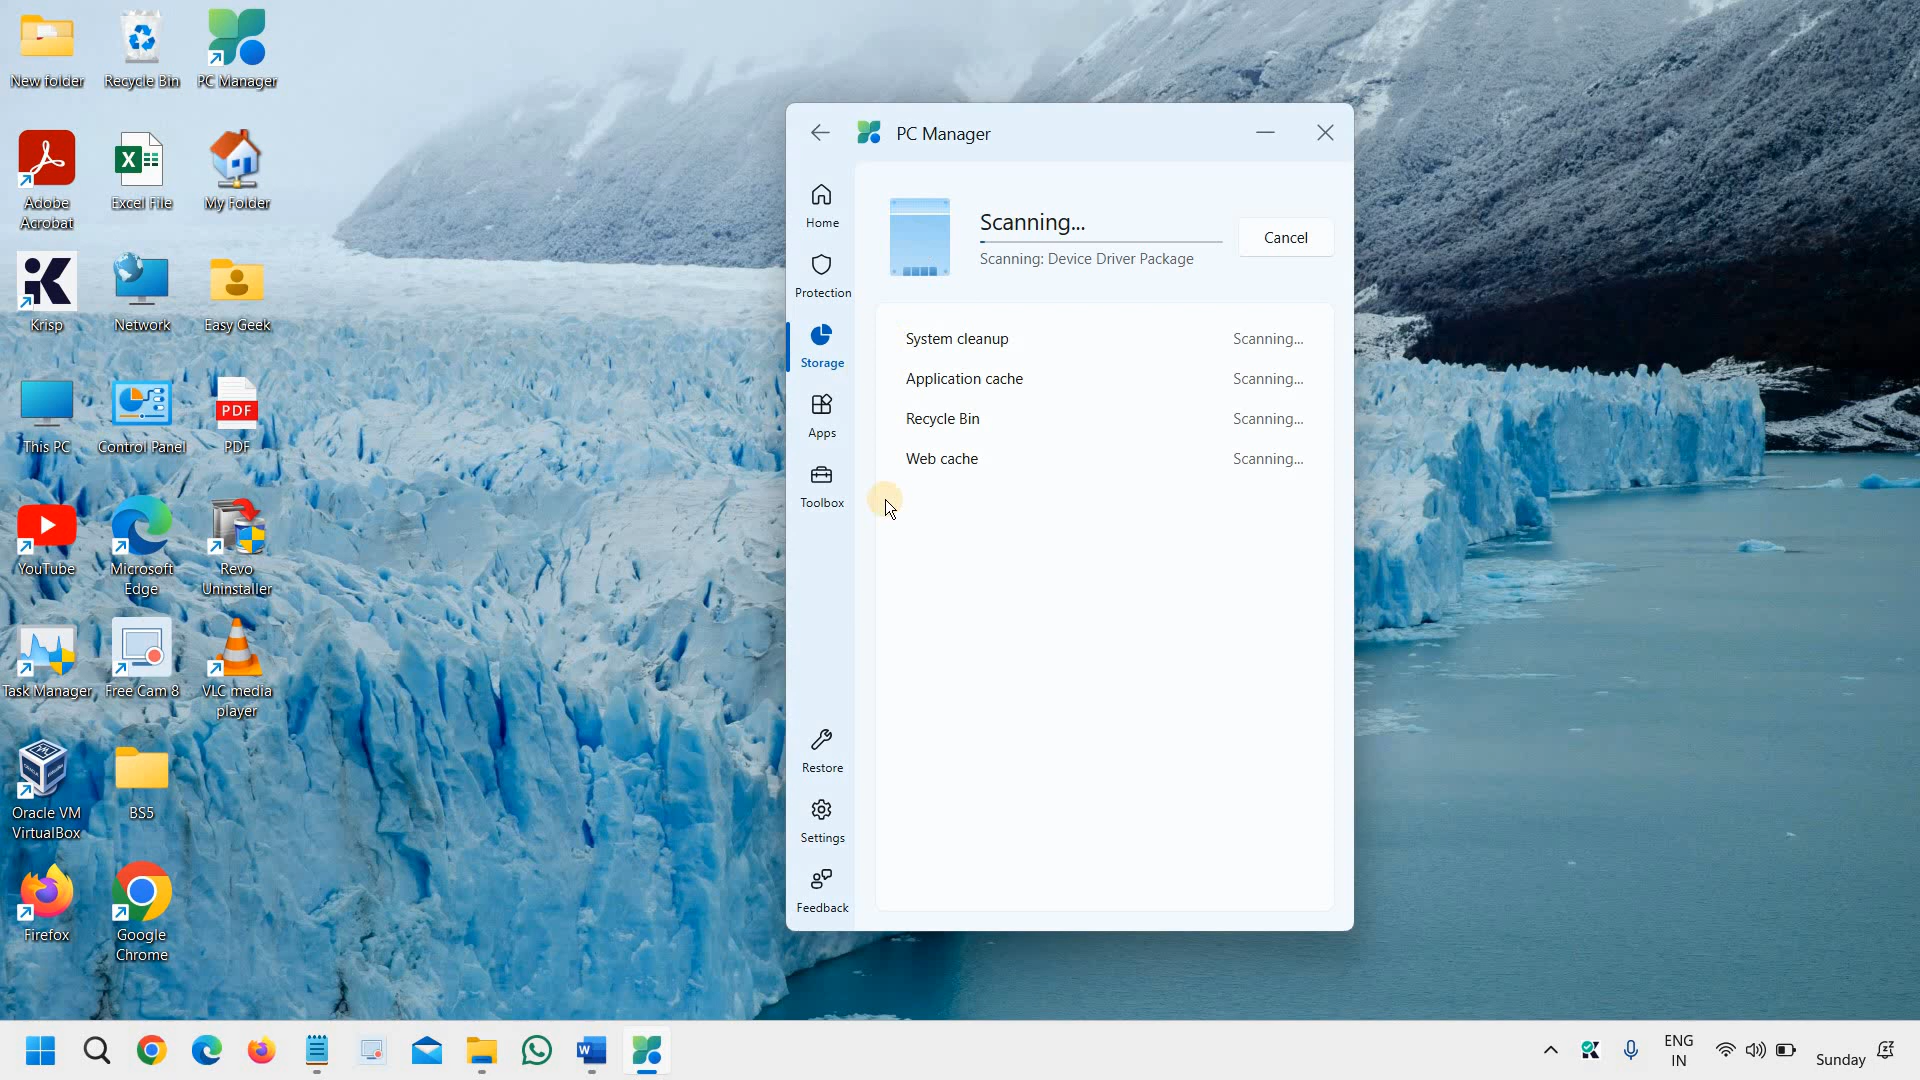 New folder
Recycle Bin
PC Manager
Adobe
Acrobat
Excel File
My Folder
Krisp
Network
Easy Geek
This PC
Control Panel
PDF
PDF
YouTube
Microsoft
Edge
Revo
Uninstaller
Task Manager
Free Cam 8
VLC media
player
Oracle VM
VirtualBox
BS5
Firefox
Google
Chrome
PC Manager
Home
Protection
Storage
Apps
Toolbox
Restore
Settings
Feedback
Scanning...
Scanning: Device Driver Package
Cancel
System cleanup Scanning...
Application cache Scanning...
Recycle Bin Scanning...
Web cache Scanning...
ENG
IN
Sunday